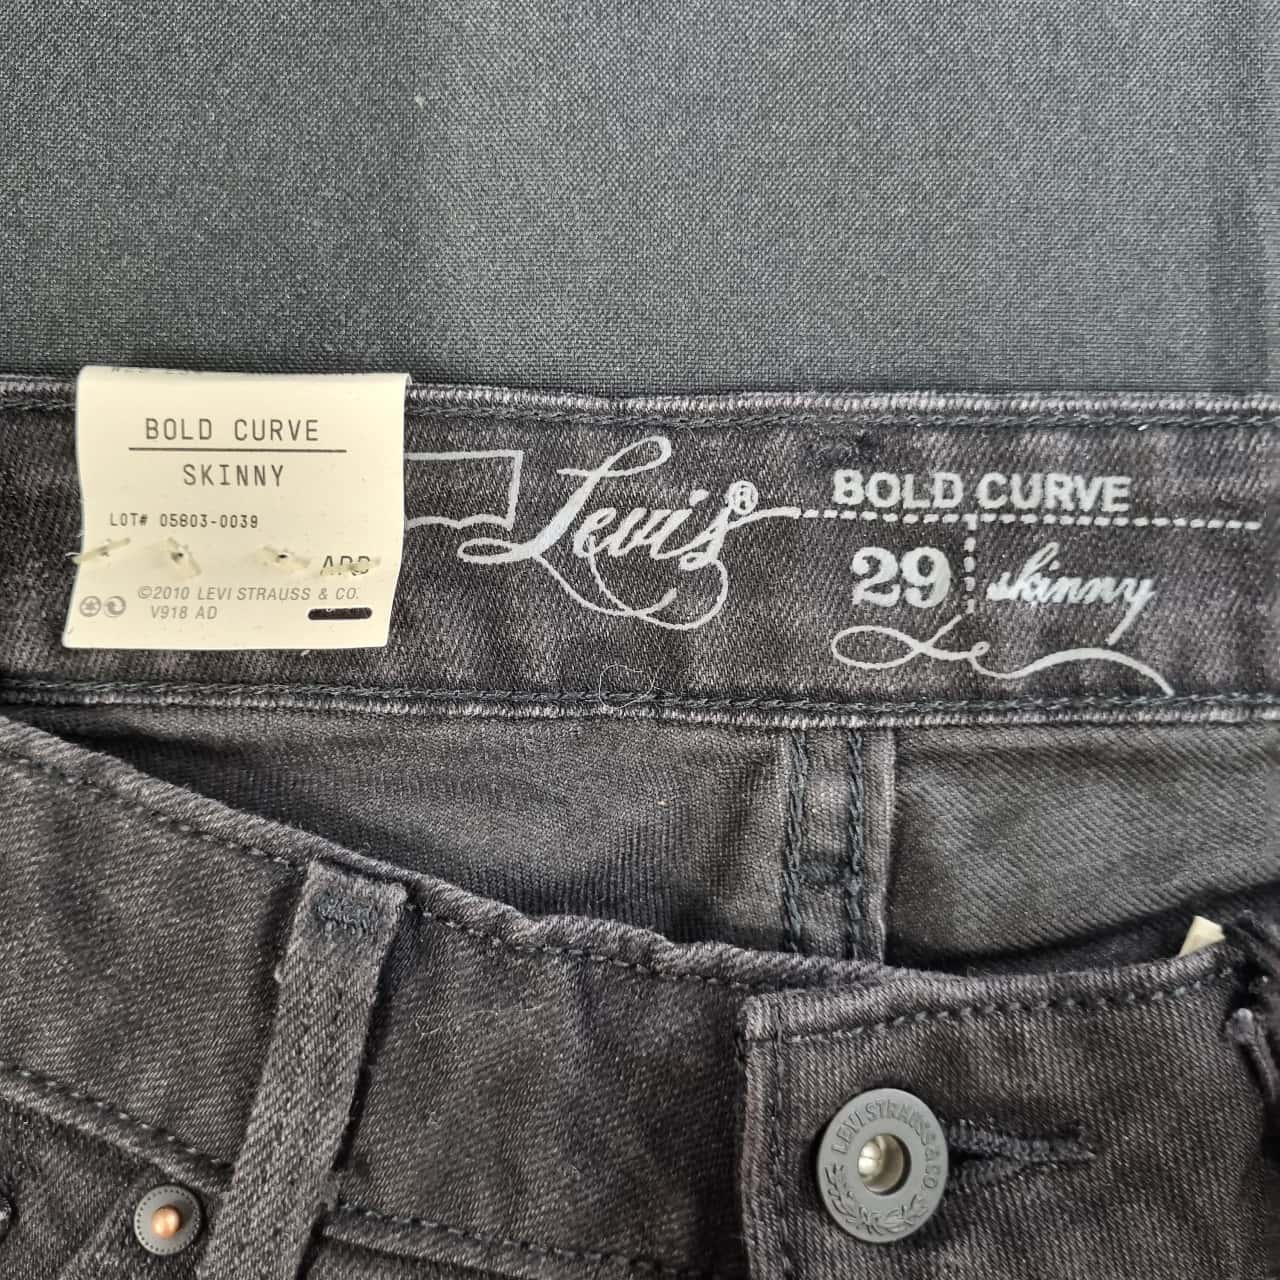 BOLD CURVE
SKINNY
LOT# 05803-0039
©2010 LEVI STRAUSS & CO.
V918 AD
Levi's®
BOLD CURVE
29 skinny
LEVI STRAUSS & CO